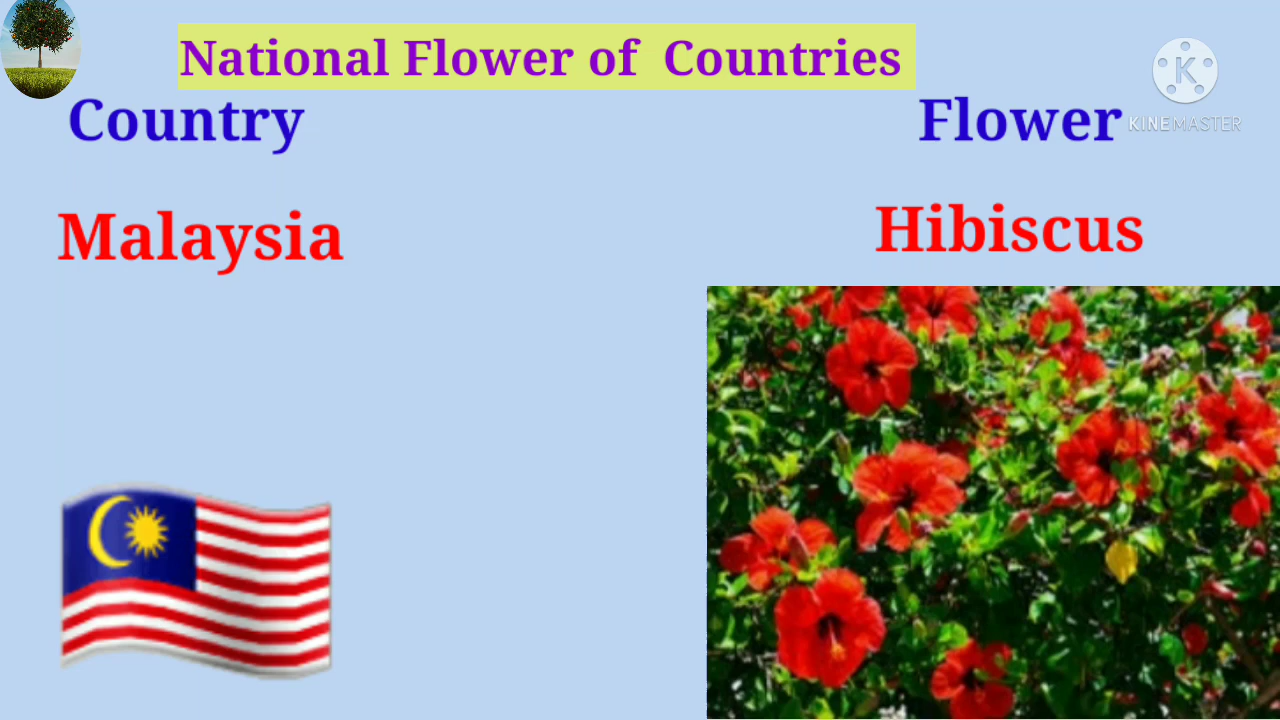 National Flower of Countries
Country
Flower
KINEMASTER
Malaysia
Hibiscus